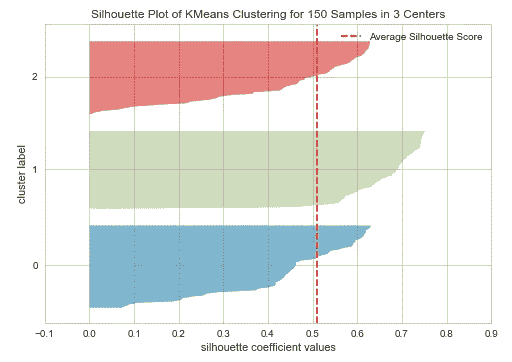 Silhouette Plot of KMeans Clustering for 150 Samples in 3 Centers
Average Silhouette Score
cluster label
2
1
0
−0.1 0.0 0.1 0.2 0.3 0.4 0.5 0.6 0.7 0.8 0.9
silhouette coefficient values